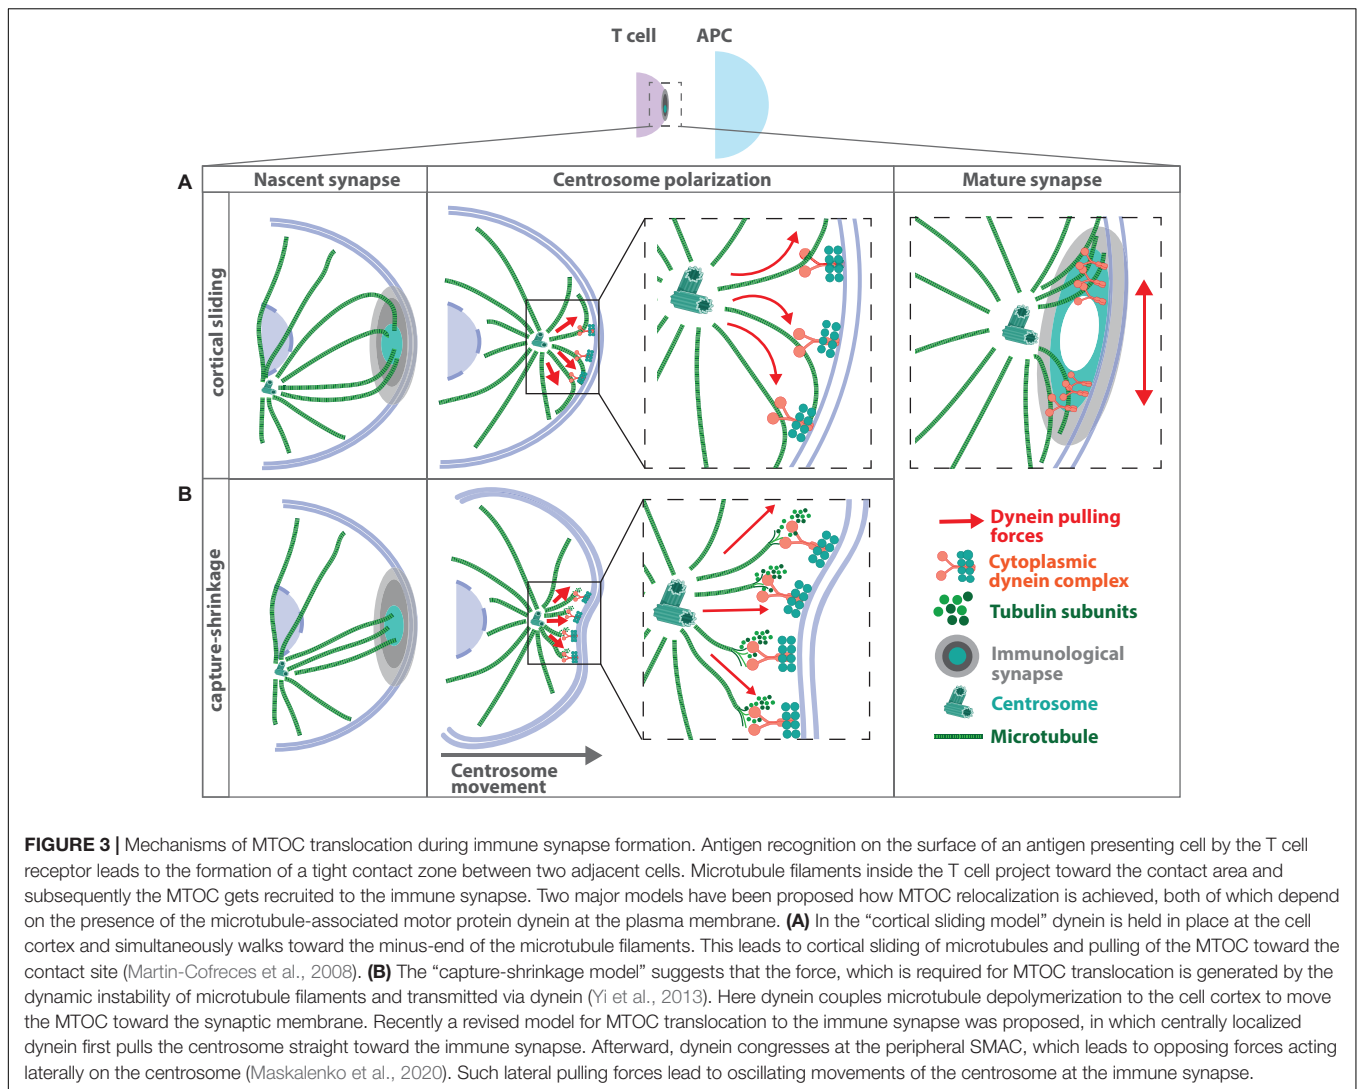 T cell
APC
A
Nascent synapse
Centrosome polarization
Mature synapse
cortical sliding
B
capture-shrinkage
Centrosome
movement
Dynein pulling
forces
Cytoplasmic
dynein complex
Tubulin subunits
Immunological
synapse
Centrosome
Microtubule
FIGURE 3 | Mechanisms of MTOC translocation during immune synapse formation. Antigen recognition on the surface of an antigen presenting cell by the T cell
receptor leads to the formation of a tight contact zone between two adjacent cells. Microtubule filaments inside the T cell project toward the contact area and
subsequently the MTOC gets recruited to the immune synapse. Two major models have been proposed how MTOC relocalization is achieved, both of which depend
on the presence of the microtubule-associated motor protein dynein at the plasma membrane. (A) In the “cortical sliding model” dynein is held in place at the cell
cortex and simultaneously walks toward the minus-end of the microtubule filaments. This leads to cortical sliding of microtubules and pulling of the MTOC toward the
contact site (Martin-Cofreces et al., 2008). (B) The “capture-shrinkage model” suggests that the force, which is required for MTOC translocation is generated by the
dynamic instability of microtubule filaments and transmitted via dynein (Yi et al., 2013). Here dynein couples microtubule depolymerization to the cell cortex to move
the MTOC toward the synaptic membrane. Recently a revised model for MTOC translocation to the immune synapse was proposed, in which centrally localized
dynein first pulls the centrosome straight toward the immune synapse. Afterward, dynein congresses at the peripheral SMAC, which leads to opposing forces acting
laterally on the centrosome (Maskalenko et al., 2020). Such lateral pulling forces lead to oscillating movements of the centrosome at the immune synapse.